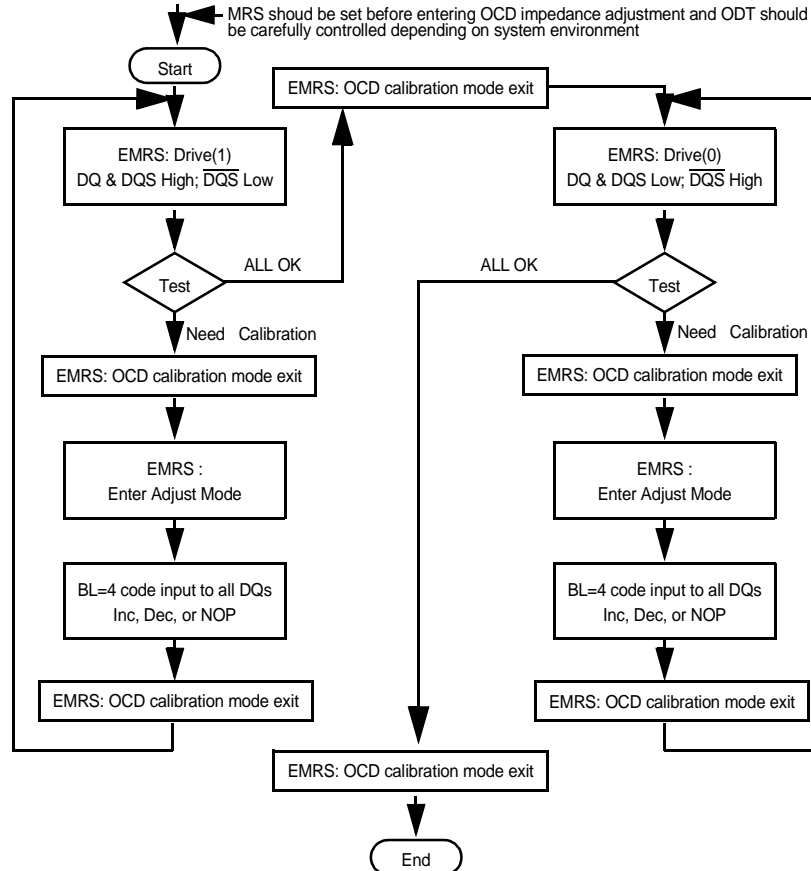 MRS shoud be set before entering OCD impedance adjustment and ODT should
be carefully controlled depending on system environment
Start
EMRS: OCD calibration mode exit
EMRS: Drive(1)
DQ & DQS High; D̅Q̅S̅ Low
EMRS: Drive(0)
DQ & DQS Low; D̅Q̅S̅ High
ALL OK
ALL OK
Test
Test
Need Calibration
Need Calibration
EMRS: OCD calibration mode exit
EMRS: OCD calibration mode exit
EMRS :
Enter Adjust Mode
EMRS :
Enter Adjust Mode
BL=4 code input to all DQs
Inc, Dec, or NOP
BL=4 code input to all DQs
Inc, Dec, or NOP
EMRS: OCD calibration mode exit
EMRS: OCD calibration mode exit
EMRS: OCD calibration mode exit
End